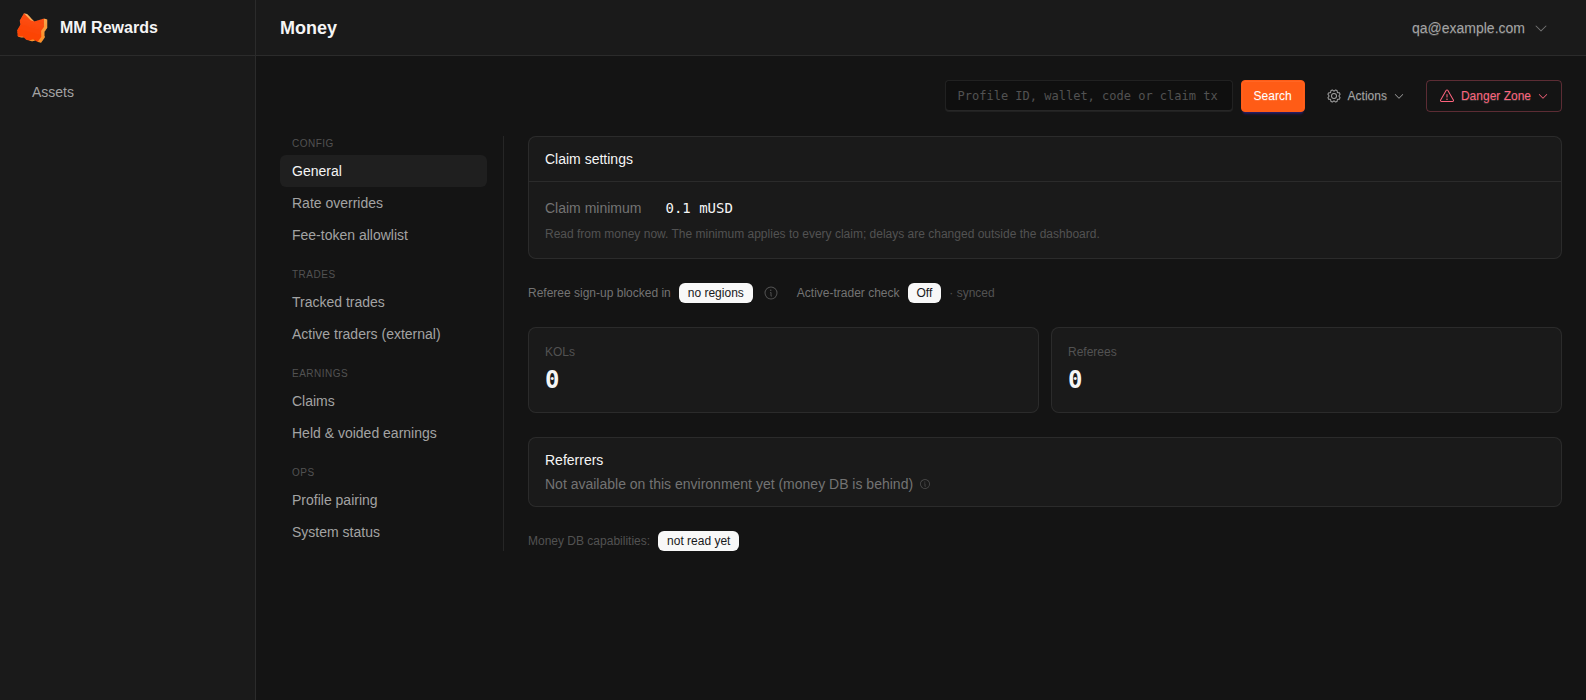 MM Rewards
Money
qa@example.com
Assets
Profile ID, wallet, code or claim tx
Search
Actions
Danger Zone
CONFIG
General
Rate overrides
Fee-token allowlist
TRADES
Tracked trades
Active traders (external)
EARNINGS
Claims
Held & voided earnings
OPS
Profile pairing
System status
Claim settings
Claim minimum 0.1 mUSD
Read from money now. The minimum applies to every claim; delays are changed outside the dashboard.
Referee sign-up blocked in no regions Active-trader check Off · synced
KOLs
0
Referees
0
Referrers
Not available on this environment yet (money DB is behind)
Money DB capabilities: not read yet